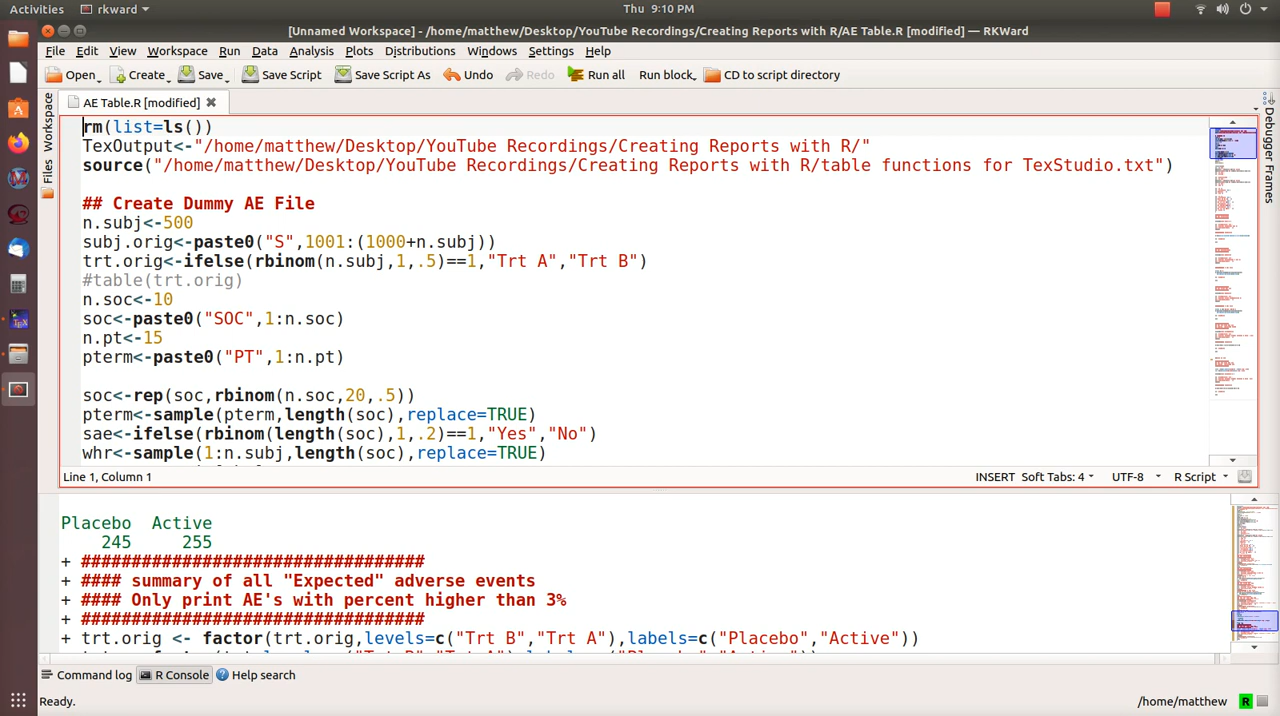 Activities rkward Thu 9:10 PM
[Unnamed Workspace] - /home/matthew/Desktop/YouTube Recordings/Creating Reports with R/AE Table.R [modified] — RKWard
File Edit View Workspace Run Data Analysis Plots Distributions Windows Settings Help
Open Create Save Save Script Save Script As Undo Redo Run all Run block CD to script directory
AE Table.R [modified]
Workspace
Files
Debugger Frames
rm(list=ls())
TexOutput<-"/home/matthew/Desktop/YouTube Recordings/Creating Reports with R/"
source("/home/matthew/Desktop/YouTube Recordings/Creating Reports with R/table functions for TexStudio.txt")
## Create Dummy AE File
n.subj<-500
subj.orig<-paste0("S",1001:(1000+n.subj))
trt.orig<-ifelse(rbinom(n.subj,1,.5)==1,"Trt A","Trt B")
#table(trt.orig)
n.soc<-10
soc<-paste0("SOC",1:n.soc)
n.pt<-15
pterm<-paste0("PT",1:n.pt)
soc<-rep(soc,rbinom(n.soc,20,.5))
pterm<-sample(pterm,length(soc),replace=TRUE)
sae<-ifelse(rbinom(length(soc),1,.2)==1,"Yes","No")
whr<-sample(1:n.subj,length(soc),replace=TRUE)
Line 1, Column 1 INSERT Soft Tabs: 4 UTF-8 R Script
Placebo Active
245 255
+ ##################################
+ #### summary of all "Expected" adverse events
+ #### Only print AE's with percent higher than 3%
+ ##################################
+ trt.orig <- factor(trt.orig,levels=c("Trt B","Trt A"),labels=c("Placebo","Active"))
Command log R Console Help search
Ready. /home/matthew R